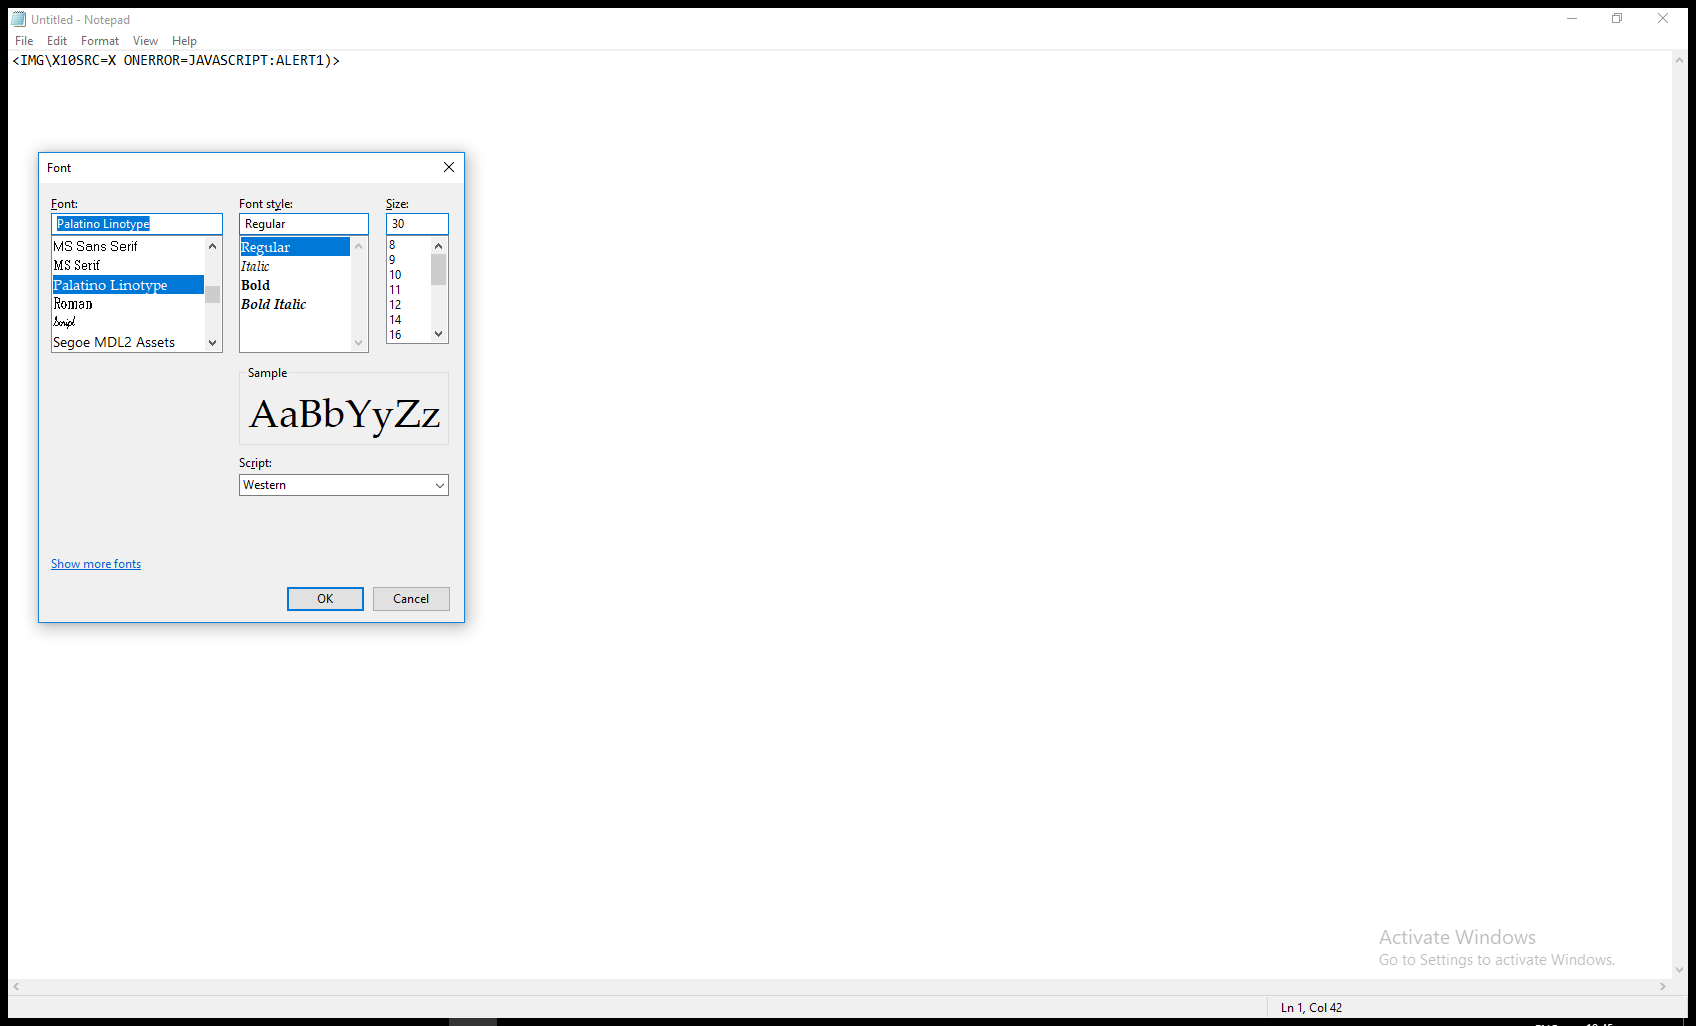 Untitled - Notepad
File Edit Format View Help
<IMG\X10SRC=X ONERROR=JAVASCRIPT:ALERT1)>
Font
Font: Font style: Size:
Palatino Linotype Regular 30
MS Sans Serif
MS Serif
Palatino Linotype
Roman
Script
Segoe MDL2 Assets
Regular
Italic
Bold
Bold Italic
8
9
10
11
12
14
16
Sample
AaBbYyZz
Script:
Western
Show more fonts
OK Cancel
Activate Windows
Go to Settings to activate Windows.
Ln 1, Col 42